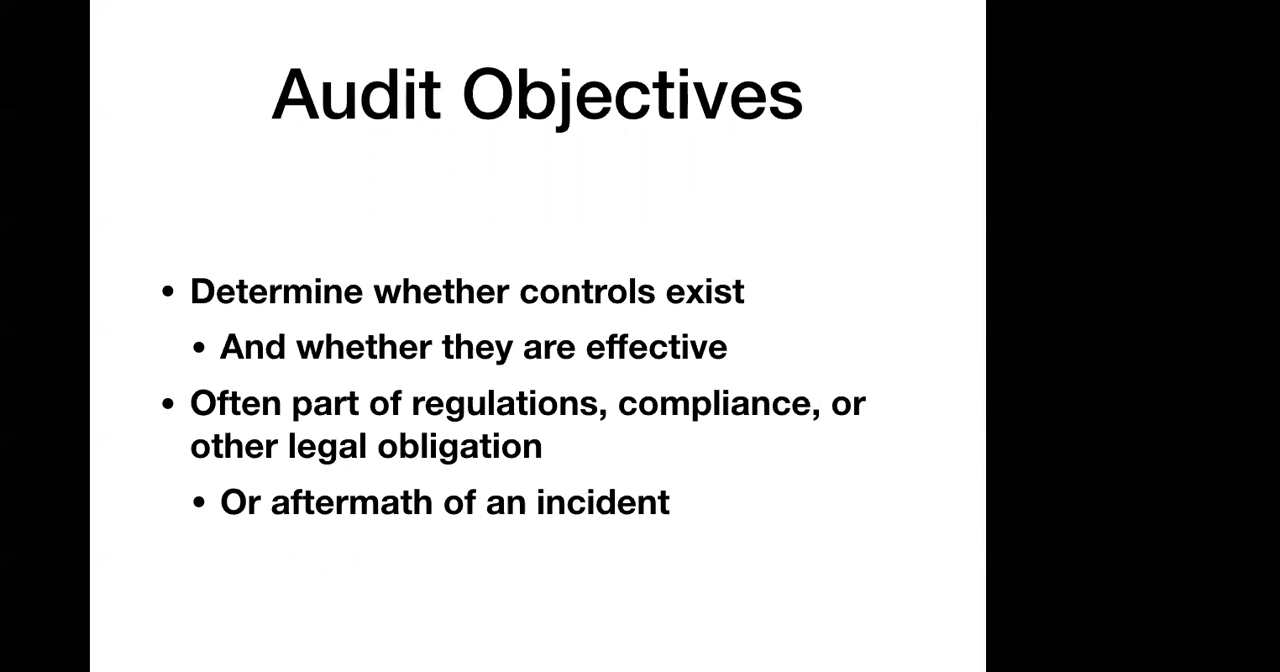 Audit Objectives
• Determine whether controls exist
• And whether they are effective
• Often part of regulations, compliance, or
other legal obligation
• Or aftermath of an incident